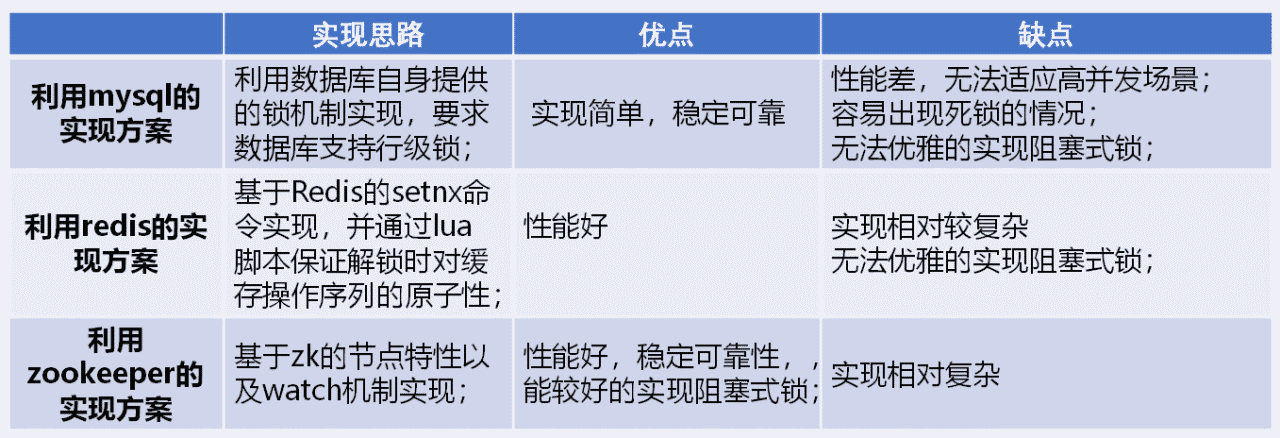 实现思路
优点
缺点
利用mysql的
实现方案
利用数据库自身提供
的锁机制实现，要求
数据库支持行级锁；
实现简单，稳定可靠
性能差，无法适应高并发场景；
容易出现死锁的情况；
无法优雅的实现阻塞式锁；
利用redis的实
现方案
基于Redis的setnx命
令实现，并通过lua
脚本保证解锁时对缓
存操作序列的原子性；
性能好
实现相对较复杂
无法优雅的实现阻塞式锁；
利用
zookeeper的
实现方案
基于zk的节点特性以
及watch机制实现；
性能好，稳定可靠性，，
能较好的实现阻塞式锁；
实现相对复杂